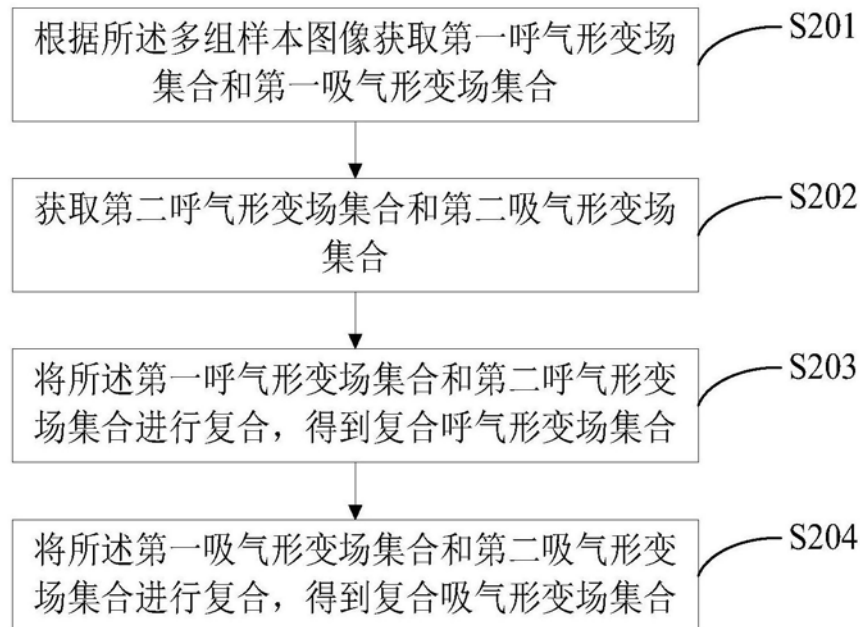 根据所述多组样本图像获取第一呼气形变场
集合和第一吸气形变场集合
S201
获取第二呼气形变场集合和第二吸气形变场
集合
S202
将所述第一呼气形变场集合和第二呼气形变
场集合进行复合，得到复合呼气形变场集合
S203
将所述第一吸气形变场集合和第二吸气形变
场集合进行复合，得到复合吸气形变场集合
S204